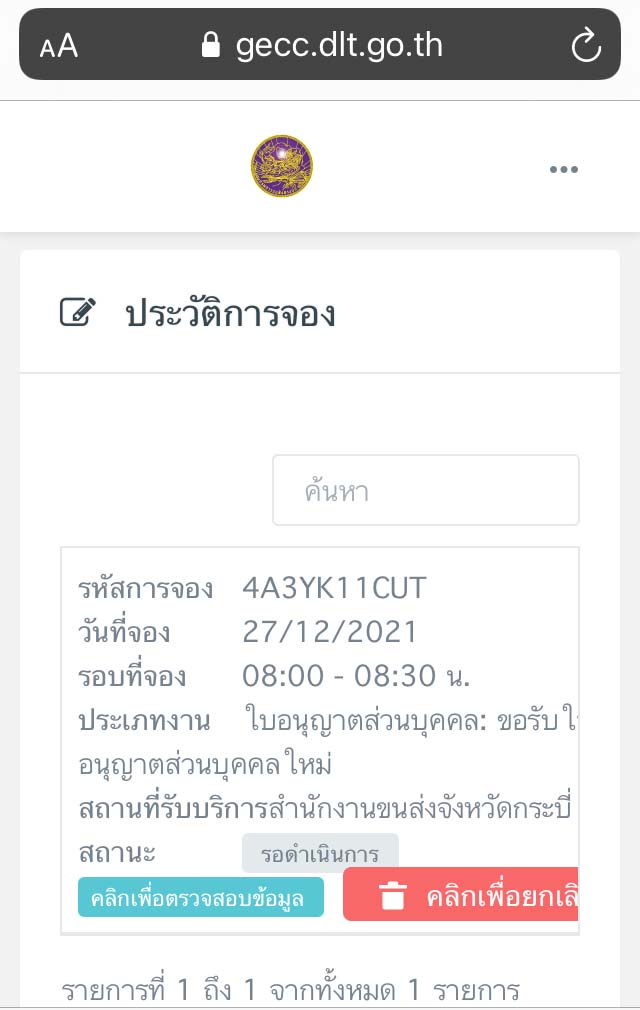 AA gecc.dlt.go.th
ประวัติการจอง
ค้นหา
รหัสการจอง 4A3YK11CUT
วันที่จอง 27/12/2021
รอบที่จอง 08:00 - 08:30 น.
ประเภทงาน ใบอนุญาตส่วนบุคคล: ขอรับ
อนุญาตส่วนบุคคลใหม่
สถานที่รับบริการสำนักงานขนส่งจังหวัดกระบี่
สถานะ รอดำเนินการ
คลิกเพื่อตรวจสอบข้อมูล คลิกเพื่อยกเลิ
รายการที่ 1 ถึง 1 จากทั้งหมด 1 รายการ